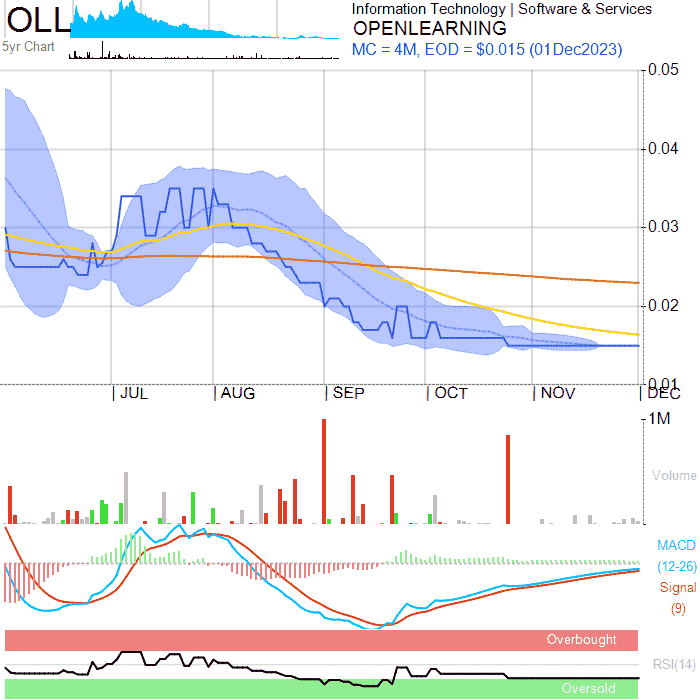 OLL
5yr Chart
Information Technology | Software & Services
OPENLEARNING
MC = 4M, EOD = $0.015 (01Dec2023)
0.05
0.04
0.03
0.02
0.01
| JUL | AUG | SEP | OCT | NOV | DEC
1M
Volume
MACD
(12-26)
Signal
(9)
Overbought
RSI(14)
Oversold